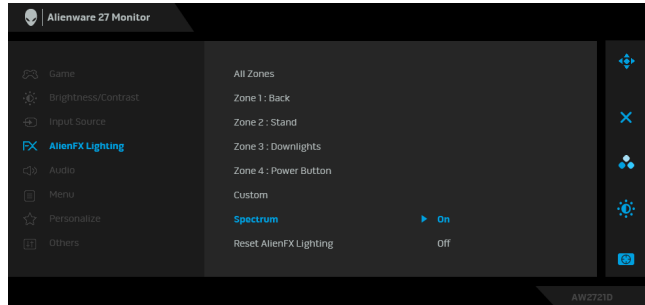 Alienware 27 Monitor
Game
Brightness/Contrast
Input Source
FX AlienFX Lighting
Audio
Menu
Personalize
Others
All Zones
Zone 1 : Back
Zone 2 : Stand
Zone 3 : Downlights
Zone 4 : Power Button
Custom
Spectrum On
Reset AlienFX Lighting Off
AW2721D